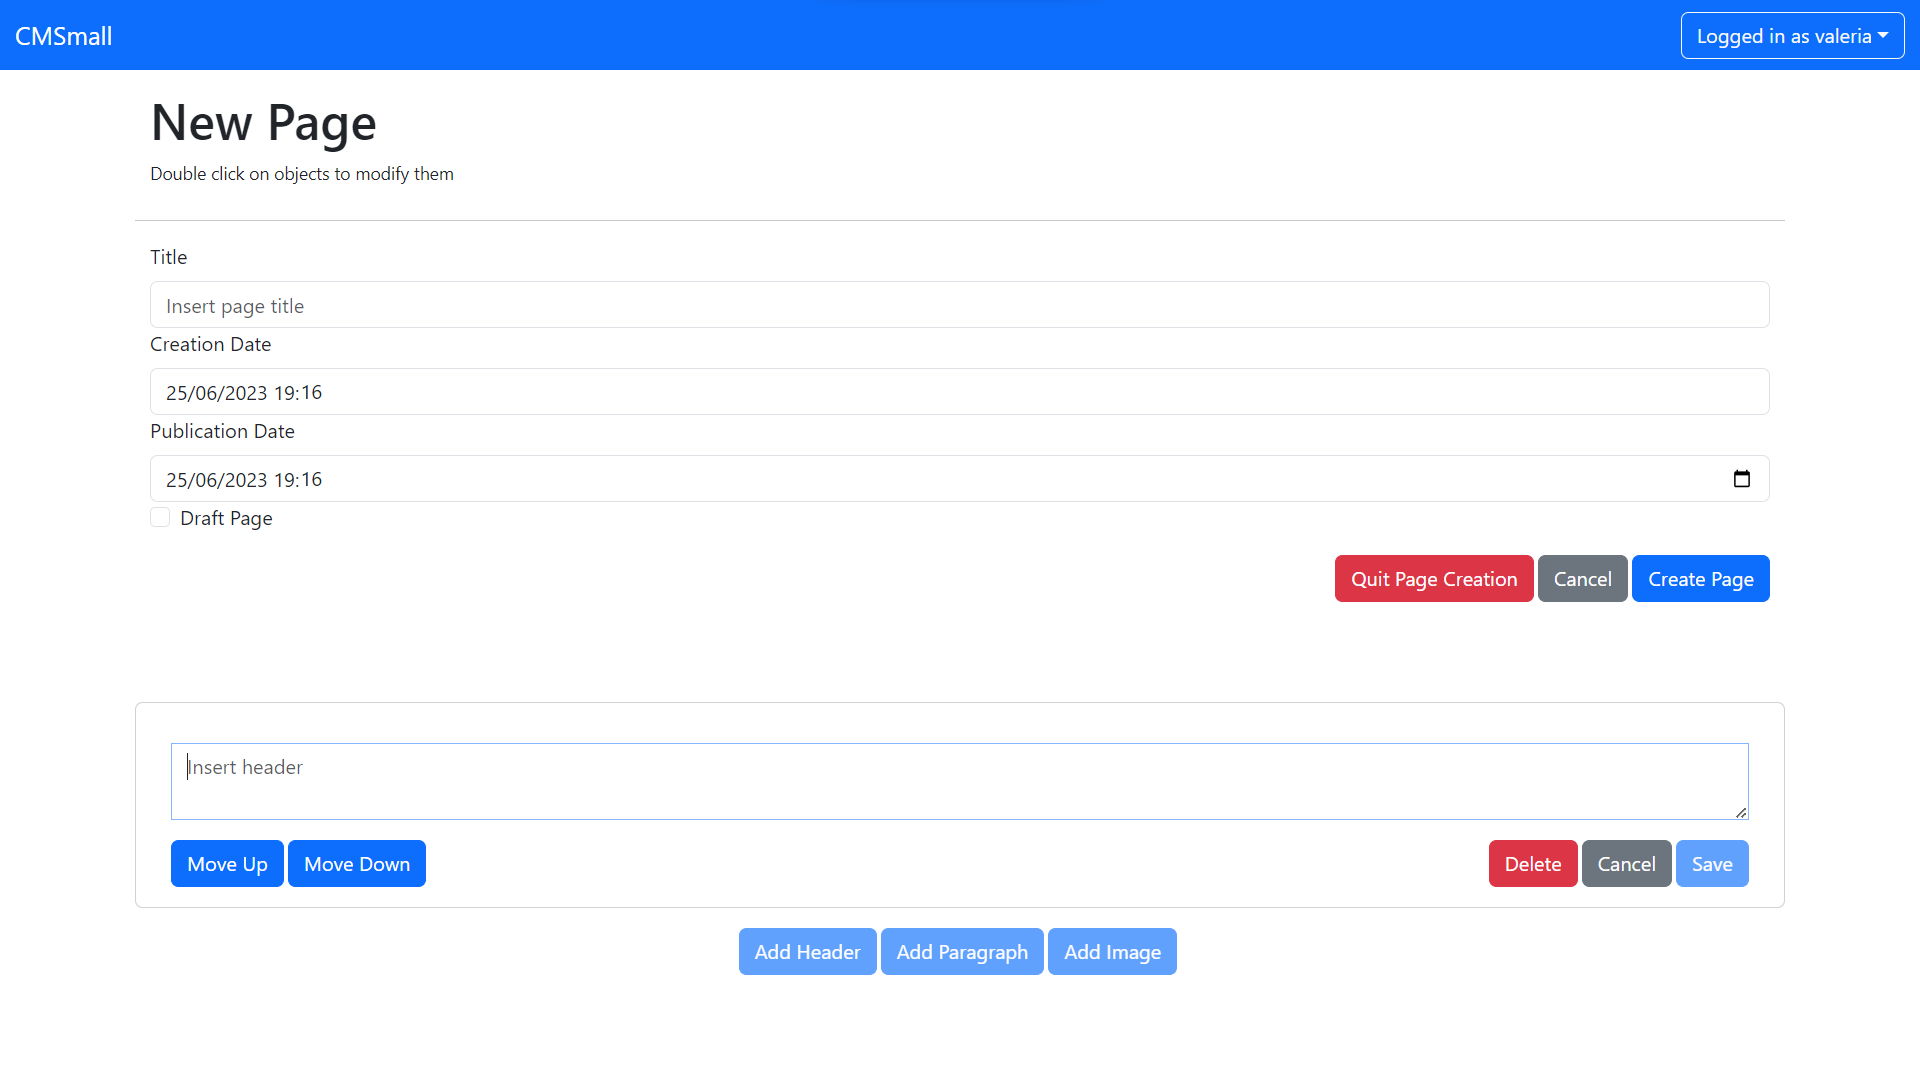 CMSmall
Logged in as valeria
New Page
Double click on objects to modify them
Title
Insert page title
Creation Date
25/06/2023 19:16
Publication Date
25/06/2023 19:16
Draft Page
Quit Page Creation Cancel Create Page
Insert header
Move Up Move Down Delete Cancel Save
Add Header Add Paragraph Add Image